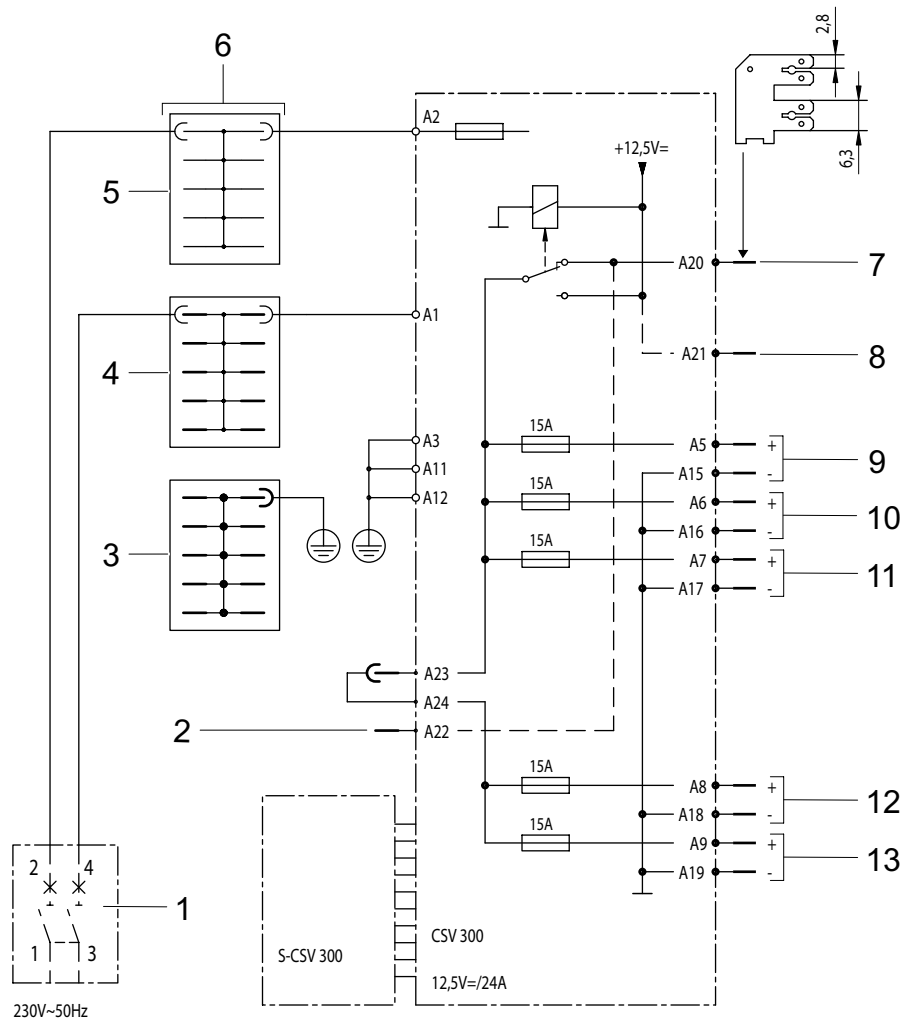 6
2,8
A2
+12,5V=
6,3
5
A20
7
A1
4
A21
8
15A
A3
A5
+
9
A11
A15
-
15A
A12
A6
+
10
3
A16
-
15A
A7
+
11
A17
-
A23
A24
2
A22
15A
A8
+
12
A18
-
15A
A9
+
13
2
4
A19
-
1
CSV 300
S-CSV 300
1
3
12,5V=/24A
230V~50Hz